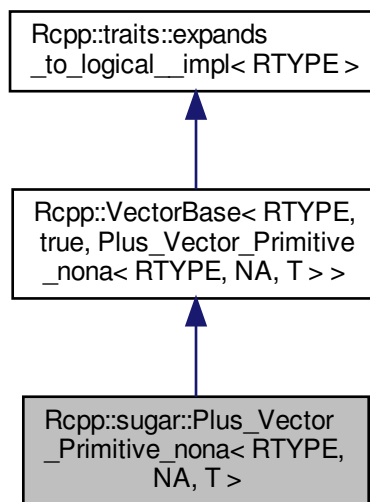 Rcpp::traits::expands
_to_logical__impl< RTYPE >
Rcpp::VectorBase< RTYPE,
true, Plus_Vector_Primitive
_nona< RTYPE, NA, T > >
Rcpp::sugar::Plus_Vector
_Primitive_nona< RTYPE,
NA, T >